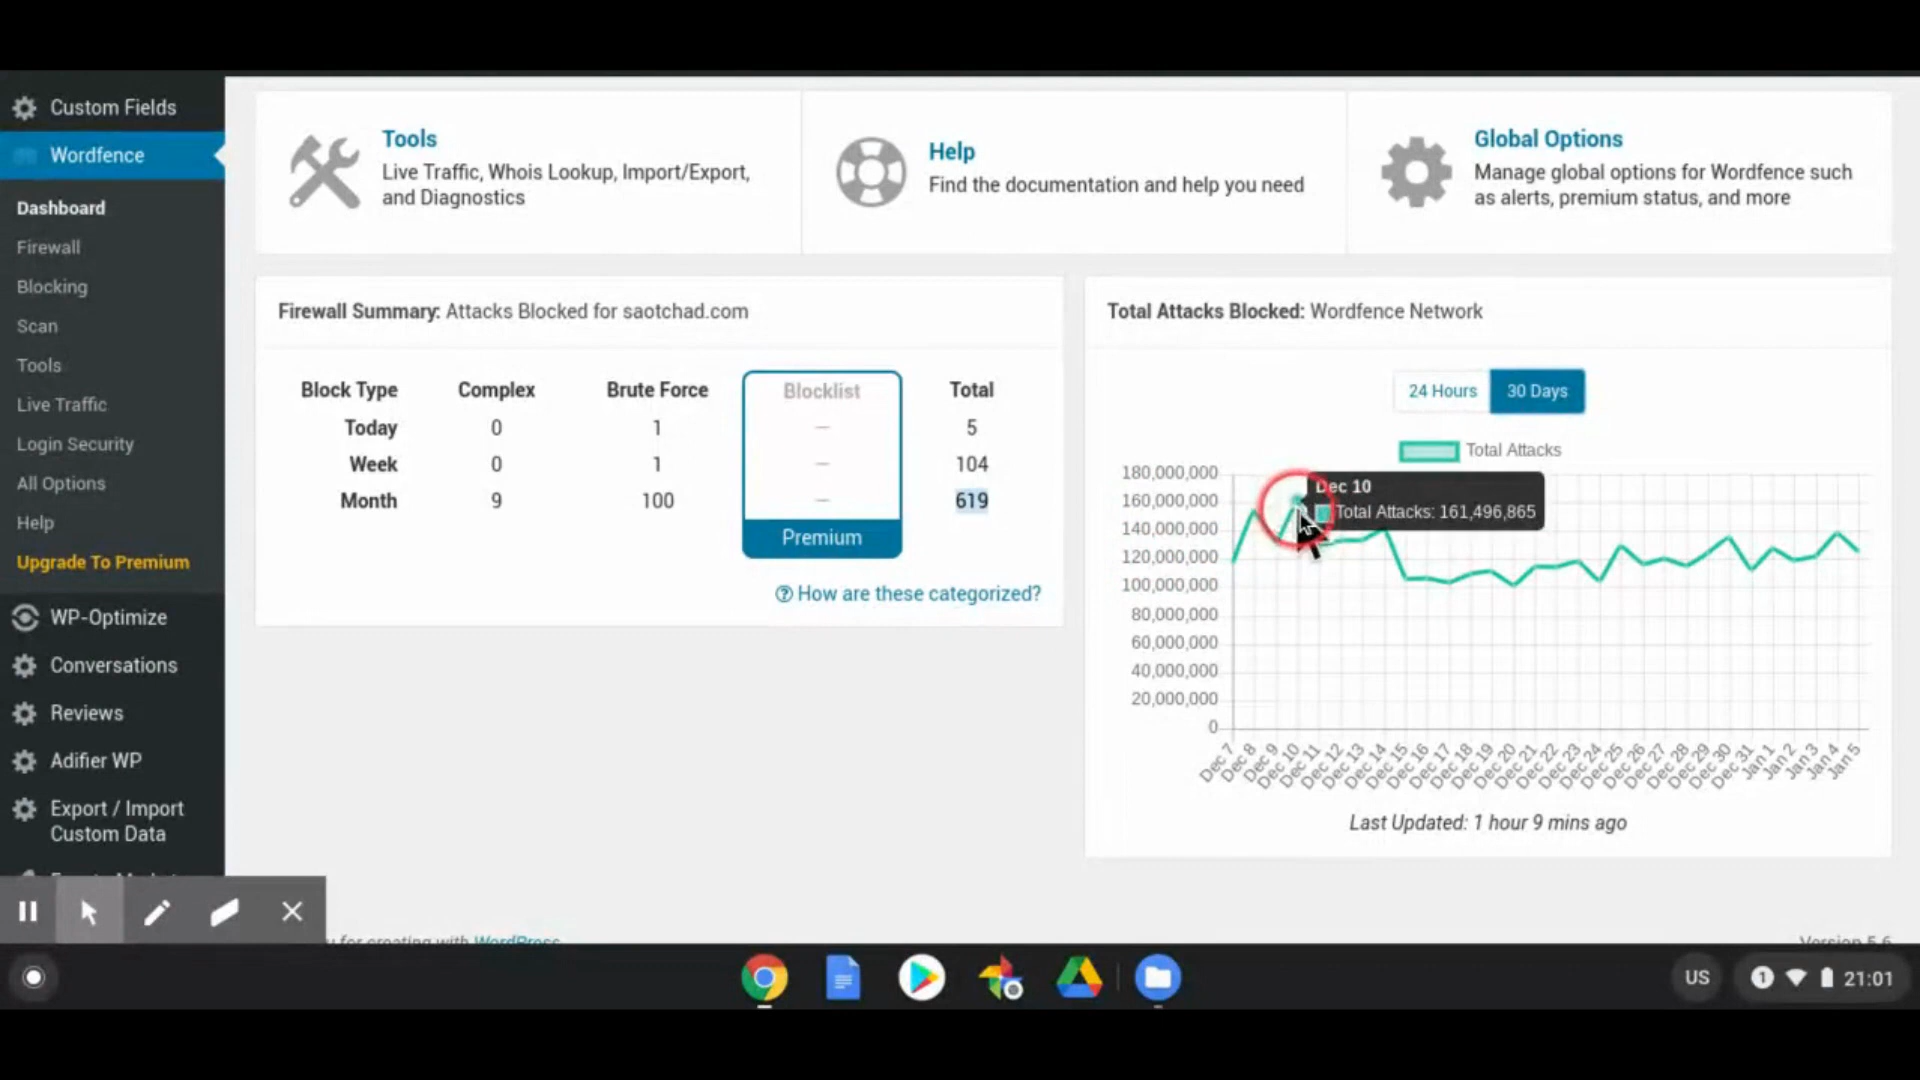 Custom Fields
Wordfence
Dashboard
Firewall
Blocking
Scan
Tools
Live Traffic
Login Security
All Options
Help
Upgrade To Premium
WP-Optimize
Conversations
Reviews
Adifier WP
Export / Import
Custom Data
Tools
Live Traffic, Whois Lookup, Import/Export,
and Diagnostics
Help
Find the documentation and help you need
Global Options
Manage global options for Wordfence such
as alerts, premium status, and more
Firewall Summary: Attacks Blocked for saotchad.com
Block Type Complex Brute Force Blocklist Total
Today 0 1 — 5
Week 0 1 — 104
Month 9 100 — 619
Premium
How are these categorized?
Total Attacks Blocked: Wordfence Network
24 Hours 30 Days
Total Attacks
180,000,000
160,000,000
140,000,000
120,000,000
100,000,000
80,000,000
60,000,000
40,000,000
20,000,000
0
Dec 10
Total Attacks: 161,496,865
Dec 7 Dec 8 Dec 9 Dec 10 Dec 11 Dec 12 Dec 13 Dec 14 Dec 15 Dec 16 Dec 17 Dec 18 Dec 19 Dec 20 Dec 21 Dec 22 Dec 23 Dec 24 Dec 25 Dec 26 Dec 27 Dec 28 Dec 29 Dec 30 Dec 31 Jan 1 Jan 2 Jan 3 Jan 4 Jan 5
Last Updated: 1 hour 9 mins ago
for creating with WordPress
Version 5.6
US 1 21:01